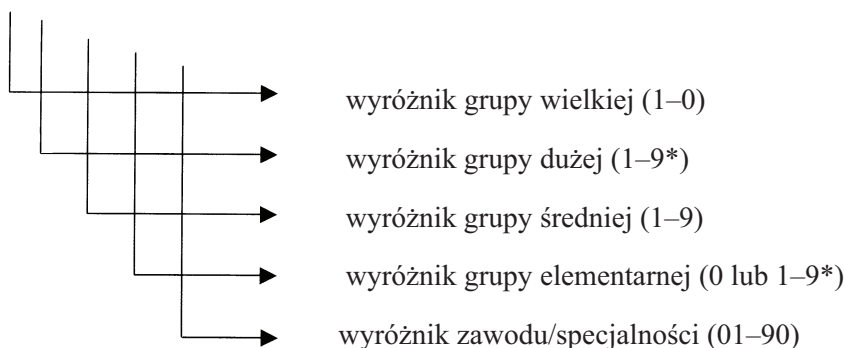 wyróżnik grupy wielkiej (1–0)
wyróżnik grupy dużej (1–9*)
wyróżnik grupy średniej (1–9)
wyróżnik grupy elementarnej (0 lub 1–9*)
wyróżnik zawodu/specjalności (01–90)